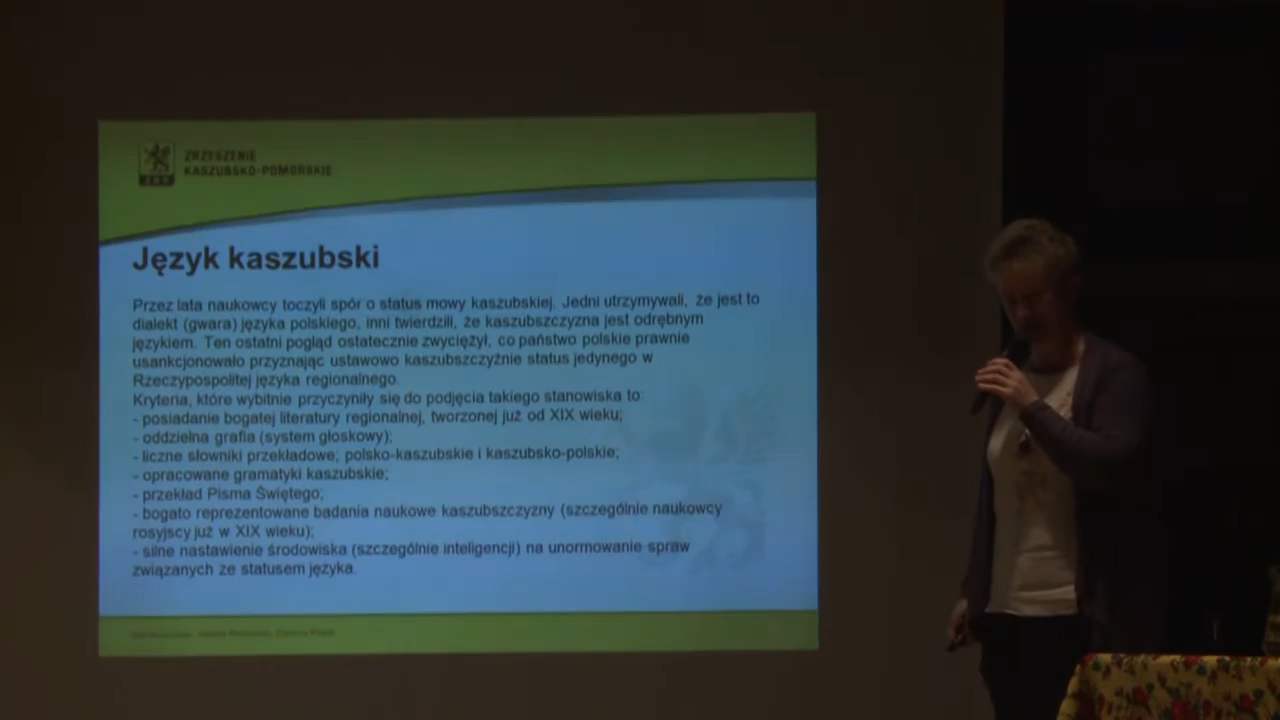 ZRZESZENIE
KASZUBSKO-POMORSKIE
Język kaszubski
Przez lata naukowcy toczyli spór o status mowy kaszubskiej. Jedni utrzymywali, że jest to
dialekt (gwara) języka polskiego, inni twierdzili, że kaszubszczyzna jest odrębnym
językiem. Ten ostatni pogląd ostatecznie zwyciężył, co państwo polskie prawnie
usankcjonowało przyznając ustawowo kaszubszczyźnie status jedynego w
Rzeczypospolitej języka regionalnego.
Kryteria, które wybitnie przyczyniły się do podjęcia takiego stanowiska to:
- posiadanie bogatej literatury regionalnej, tworzonej już od XIX wieku;
- oddzielna grafia (system głoskowy);
- liczne słowniki przekładowe; polsko-kaszubskie i kaszubsko-polskie;
- opracowane gramatyki kaszubskie;
- przekład Pisma Świętego;
- bogato reprezentowane badania naukowe kaszubszczyzny (szczególnie naukowcy
rosyjscy już w XIX wieku);
- silne nastawienie środowiska (szczególnie inteligencji) na unormowanie spraw
związanych ze statusem języka.